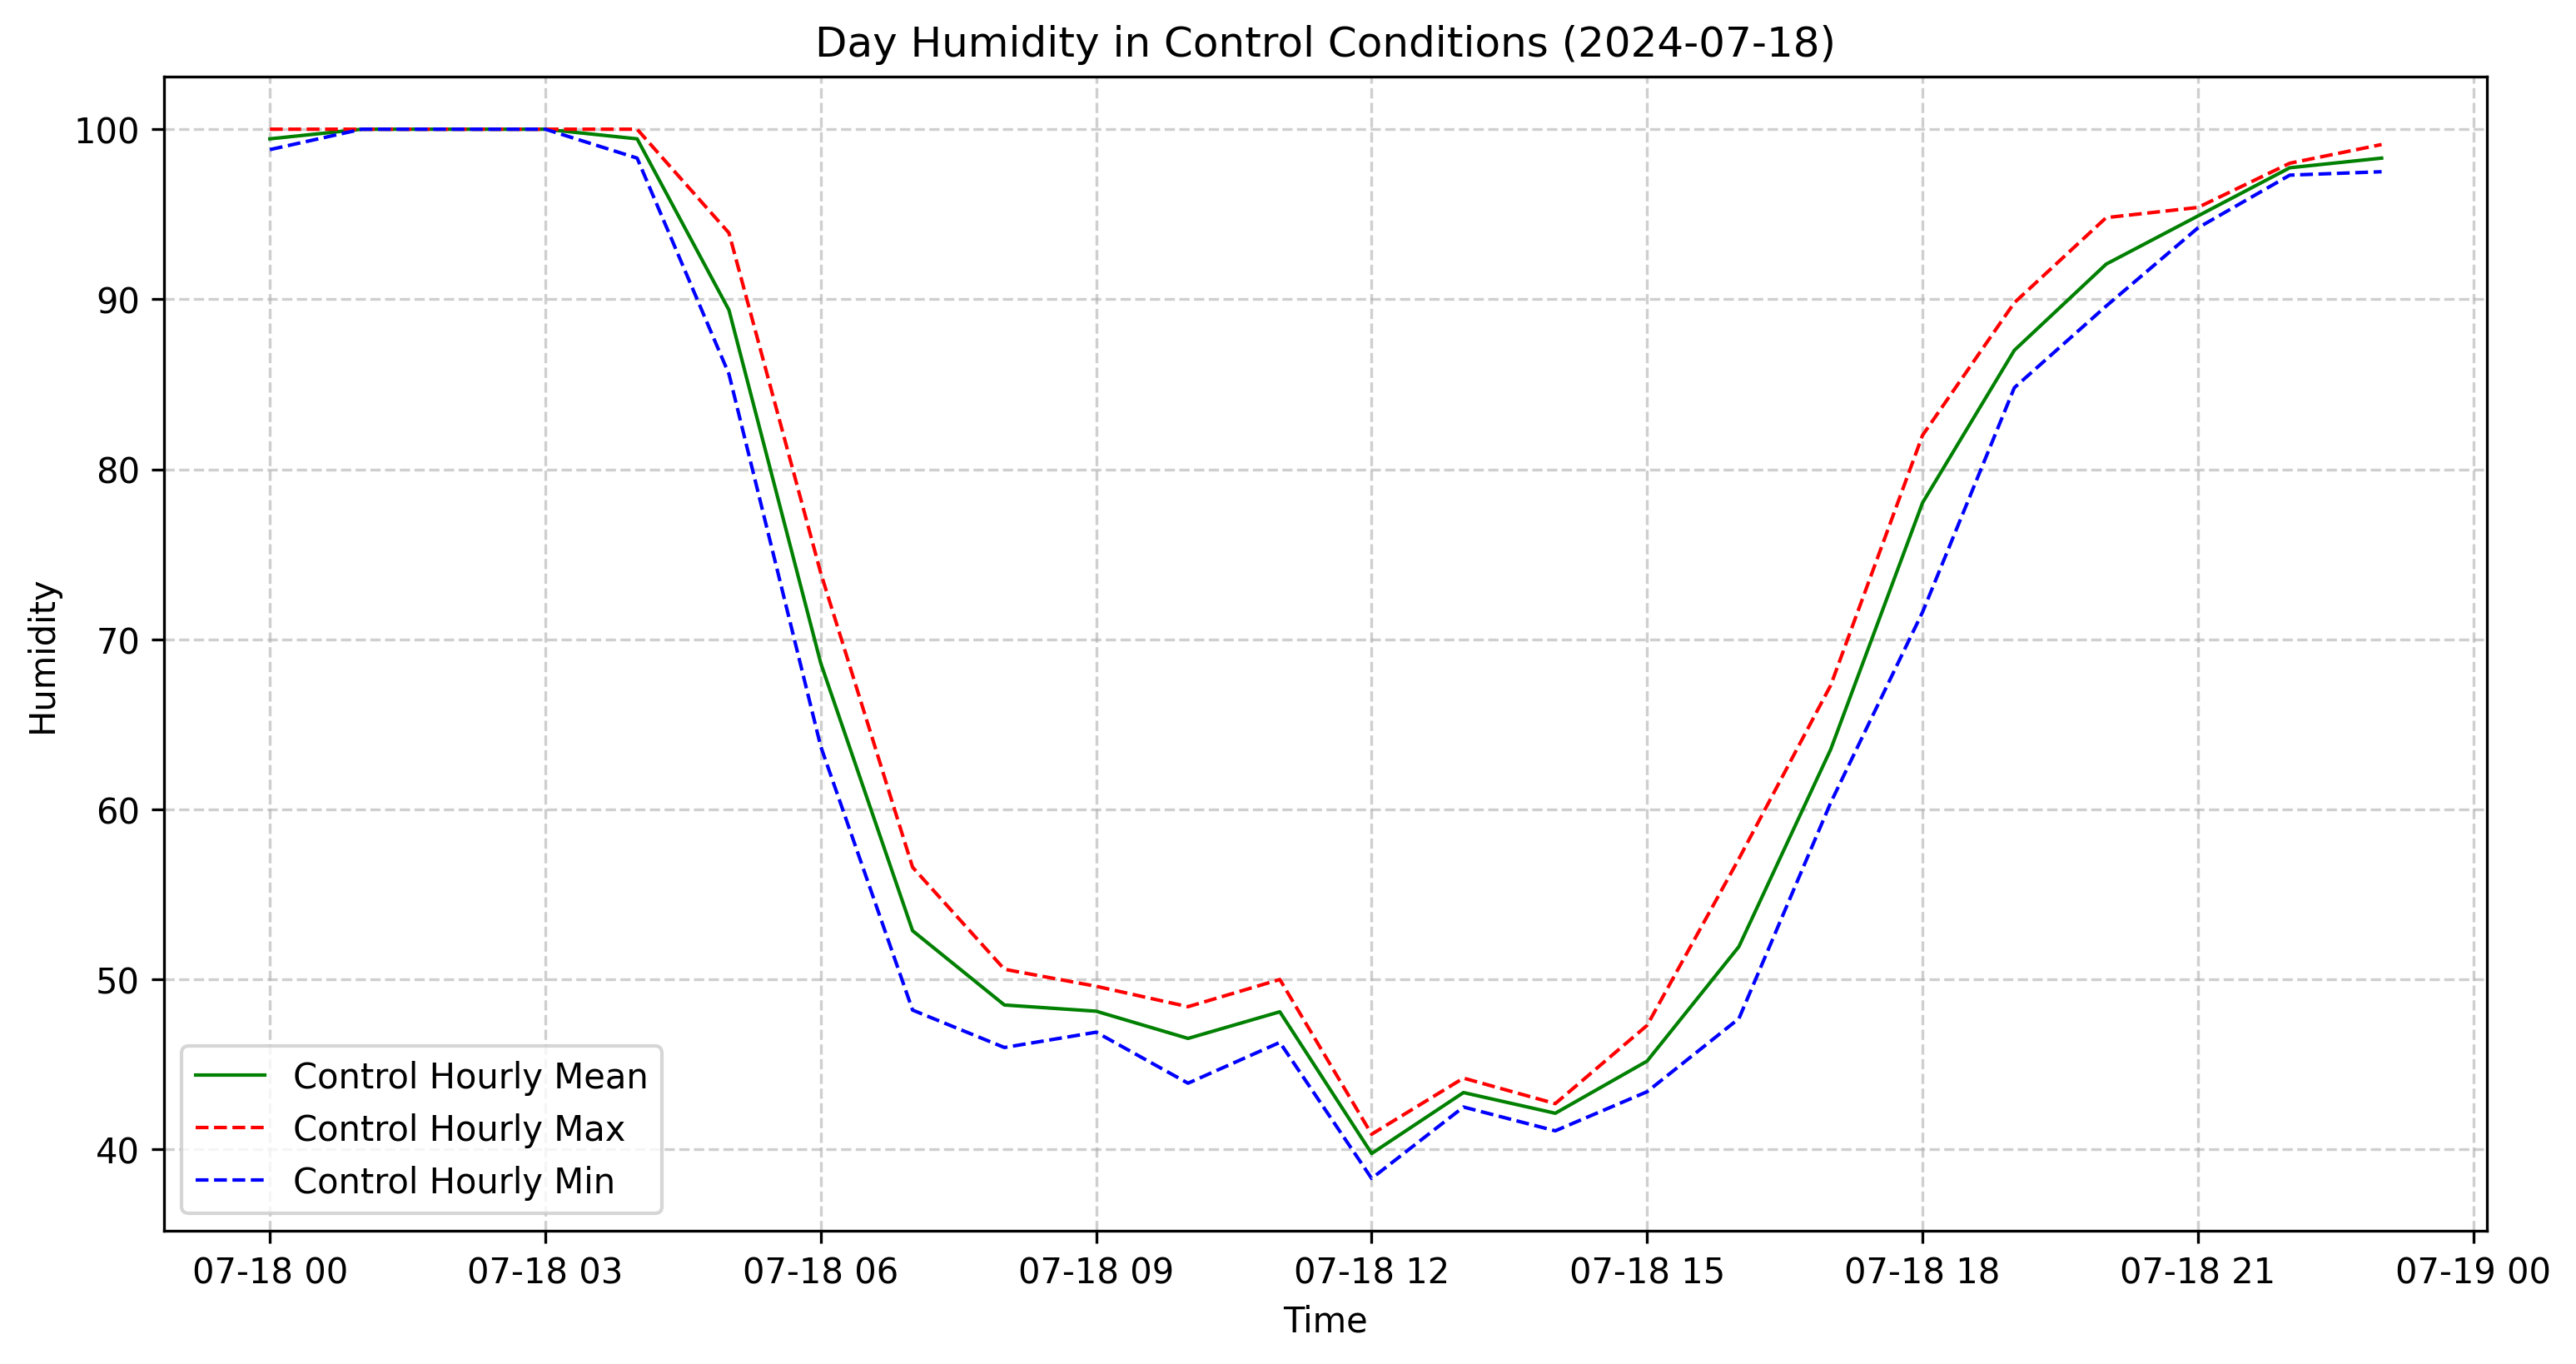 Day Humidity in Control Conditions (2024-07-18)
Humidity
100
90
80
70
60
50
40
Control Hourly Mean
Control Hourly Max
Control Hourly Min
07-18 00 07-18 03 07-18 06 07-18 09 07-18 12 07-18 15 07-18 18 07-18 21 07-19 00
Time